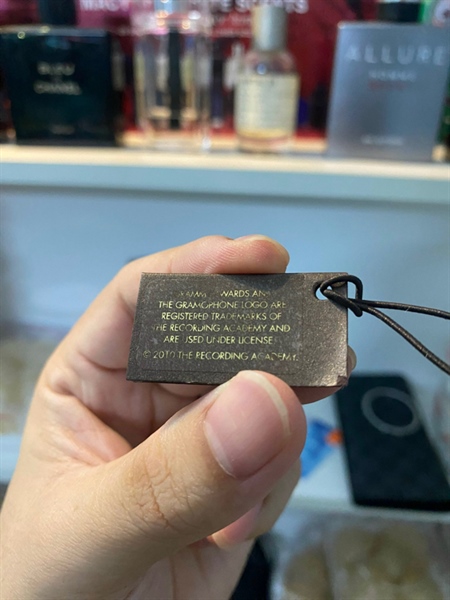 BLEU
CHANEL
ALLURE
HOMME
AWARDS AND
THE GRAMOPHONE LOGO ARE
REGISTERED TRADEMARKS OF
THE RECORDING ACADEMY AND
ARE USED UNDER LICENSE
© 2010 THE RECORDING ACADEMY.